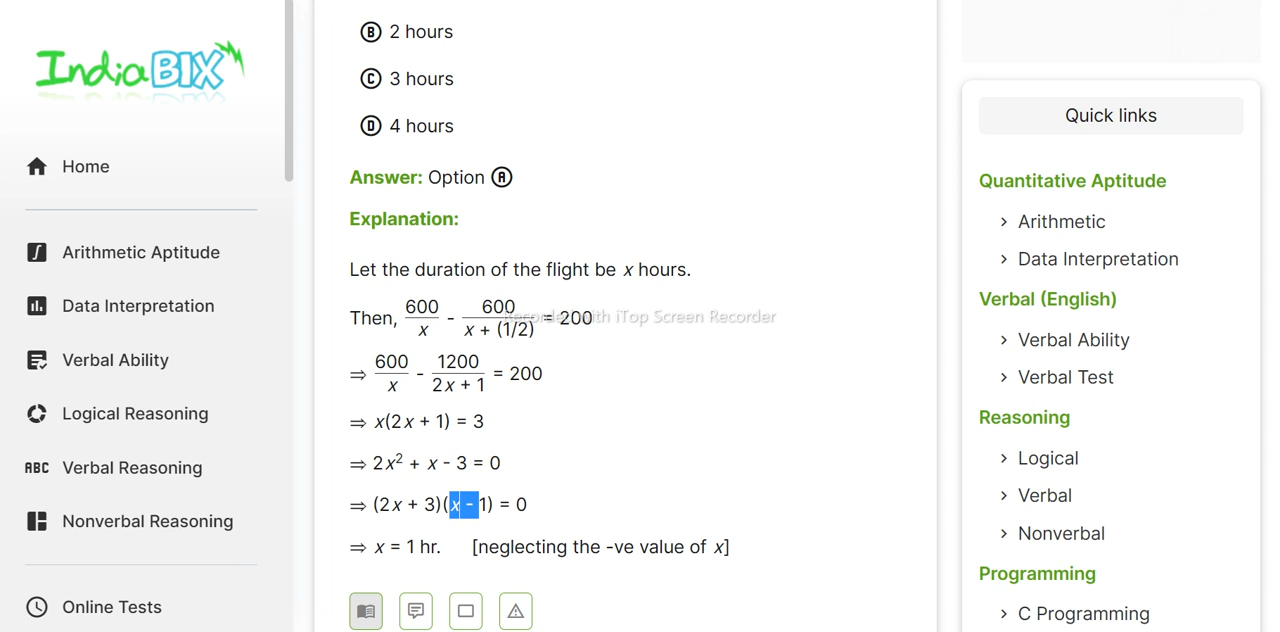 IndiaBIX
Home
Arithmetic Aptitude
Data Interpretation
Verbal Ability
Logical Reasoning
ABC Verbal Reasoning
Nonverbal Reasoning
Online Tests
B 2 hours
C 3 hours
D 4 hours
Answer: Option A
Explanation:
Let the duration of the flight be x hours.
Then, 600/x - 600/(x + (1/2)) = 200
Recorded with iTop Screen Recorder
⇒ 600/x - 1200/(2x + 1) = 200
⇒ x(2x + 1) = 3
⇒ 2x² + x - 3 = 0
⇒ (2x + 3)(x - 1) = 0
⇒ x = 1 hr. [neglecting the -ve value of x]
Quick links
Quantitative Aptitude
› Arithmetic
› Data Interpretation
Verbal (English)
› Verbal Ability
› Verbal Test
Reasoning
› Logical
› Verbal
› Nonverbal
Programming
› C Programming